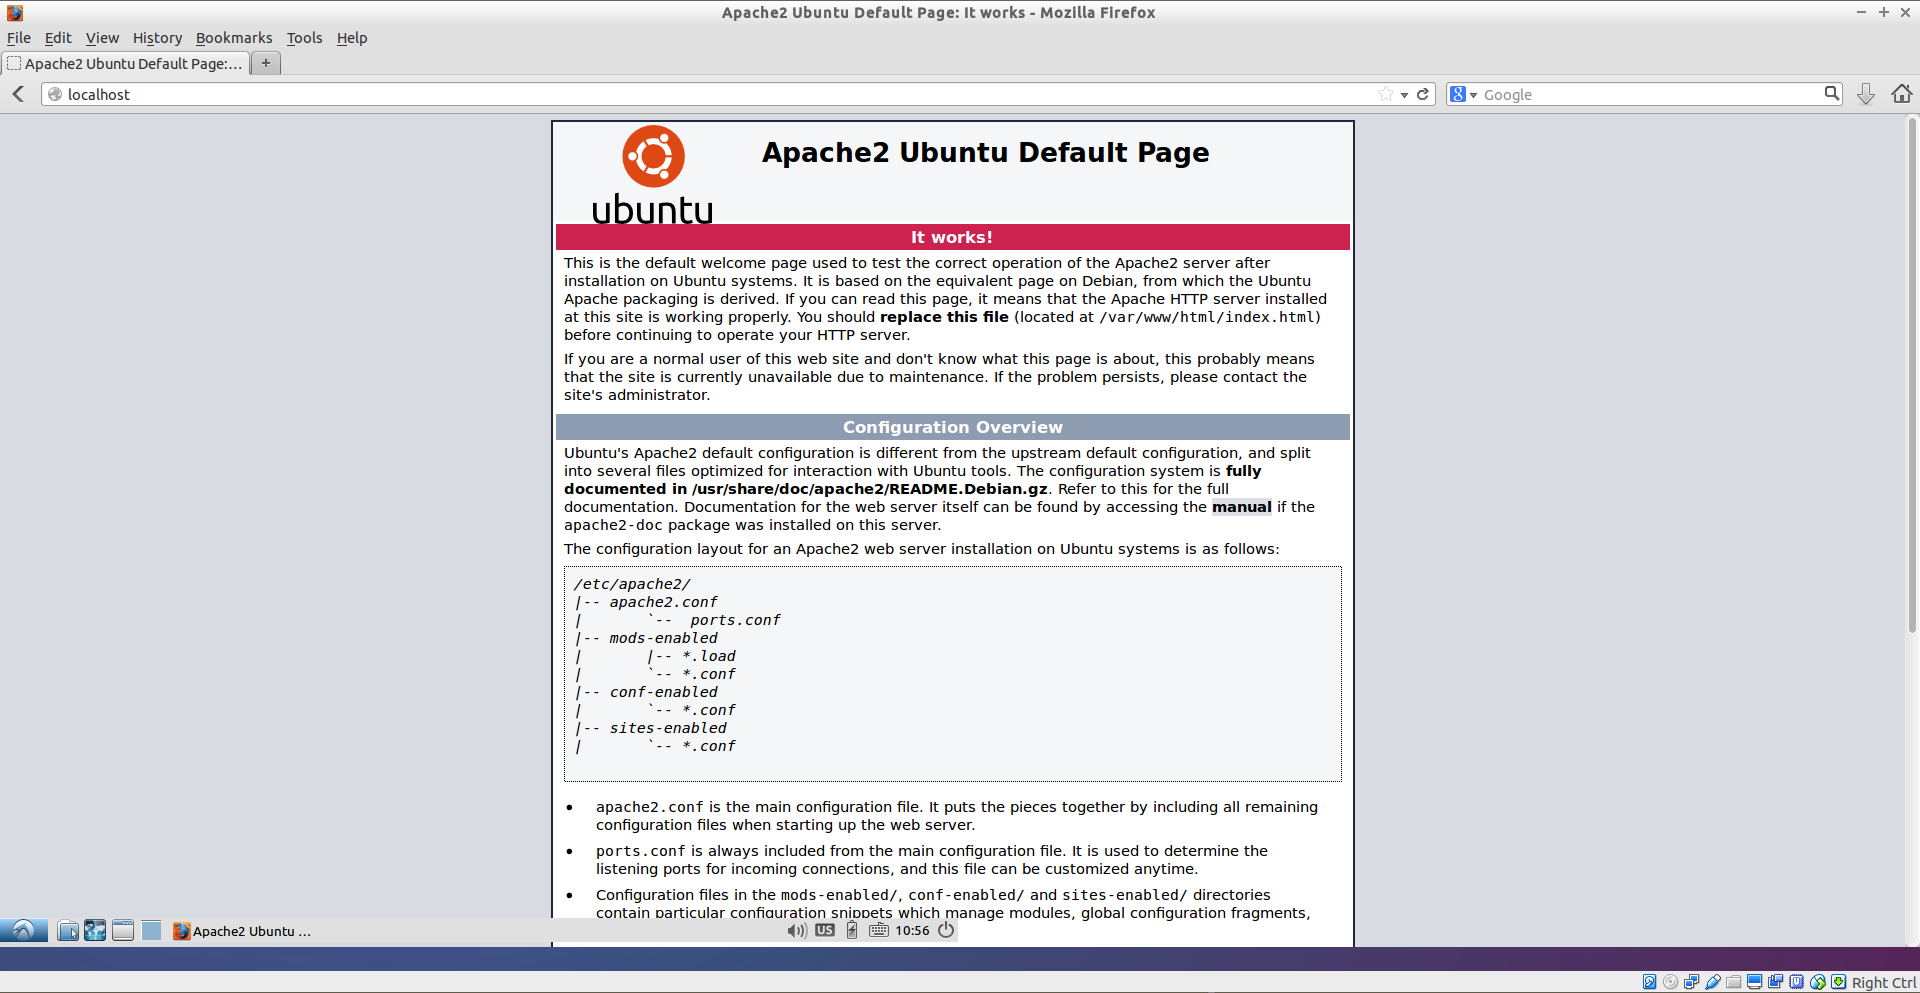 Apache2 Ubuntu Default Page: It works - Mozilla Firefox
File Edit View History Bookmarks Tools Help
Apache2 Ubuntu Default Page:... +
localhost
8 Google
ubuntu
Apache2 Ubuntu Default Page
It works!
This is the default welcome page used to test the correct operation of the Apache2 server after
installation on Ubuntu systems. It is based on the equivalent page on Debian, from which the Ubuntu
Apache packaging is derived. If you can read this page, it means that the Apache HTTP server installed
at this site is working properly. You should replace this file (located at /var/www/html/index.html)
before continuing to operate your HTTP server.
If you are a normal user of this web site and don't know what this page is about, this probably means
that the site is currently unavailable due to maintenance. If the problem persists, please contact the
site's administrator.
Configuration Overview
Ubuntu's Apache2 default configuration is different from the upstream default configuration, and split
into several files optimized for interaction with Ubuntu tools. The configuration system is fully
documented in /usr/share/doc/apache2/README.Debian.gz. Refer to this for the full
documentation. Documentation for the web server itself can be found by accessing the manual if the
apache2-doc package was installed on this server.
The configuration layout for an Apache2 web server installation on Ubuntu systems is as follows:
/etc/apache2/
|-- apache2.conf
|       `--  ports.conf
|-- mods-enabled
|       |-- *.load
|       `-- *.conf
|-- conf-enabled
|       `-- *.conf
|-- sites-enabled
|       `-- *.conf
• apache2.conf is the main configuration file. It puts the pieces together by including all remaining
configuration files when starting up the web server.
• ports.conf is always included from the main configuration file. It is used to determine the
listening ports for incoming connections, and this file can be customized anytime.
• Configuration files in the mods-enabled/, conf-enabled/ and sites-enabled/ directories
contain particular configuration snippets which manage modules, global configuration fragments,
Apache2 Ubuntu ... US 10:56
Right Ctrl